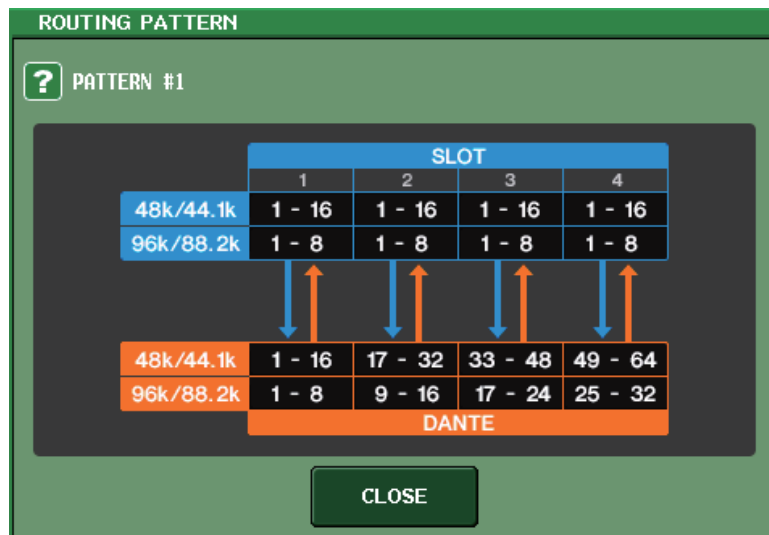 ROUTING PATTERN
? PATTERN #1
SLOT
1 2 3 4
48k/44.1k 1 - 16 1 - 16 1 - 16 1 - 16
96k/88.2k 1 - 8 1 - 8 1 - 8 1 - 8
48k/44.1k 1 - 16 17 - 32 33 - 48 49 - 64
96k/88.2k 1 - 8 9 - 16 17 - 24 25 - 32
DANTE
CLOSE